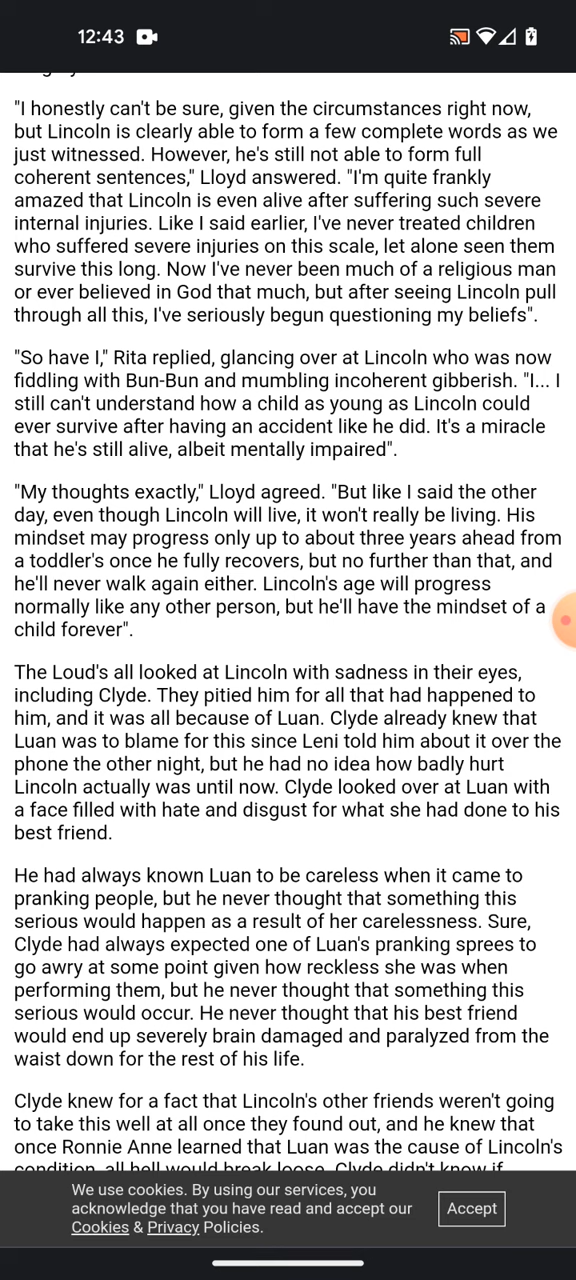 12:43
"I honestly can't be sure, given the circumstances right now,
but Lincoln is clearly able to form a few complete words as we
just witnessed. However, he's still not able to form full
coherent sentences," Lloyd answered. "I'm quite frankly
amazed that Lincoln is even alive after suffering such severe
internal injuries. Like I said earlier, I've never treated children
who suffered severe injuries on this scale, let alone seen them
survive this long. Now I've never been much of a religious man
or ever believed in God that much, but after seeing Lincoln pull
through all this, I've seriously begun questioning my beliefs".
"So have I," Rita replied, glancing over at Lincoln who was now
fiddling with Bun-Bun and mumbling incoherent gibberish. "I... I
still can't understand how a child as young as Lincoln could
ever survive after having an accident like he did. It's a miracle
that he's still alive, albeit mentally impaired".
"My thoughts exactly," Lloyd agreed. "But like I said the other
day, even though Lincoln will live, it won't really be living. His
mindset may progress only up to about three years ahead from
a toddler's once he fully recovers, but no further than that, and
he'll never walk again either. Lincoln's age will progress
normally like any other person, but he'll have the mindset of a
child forever".
The Loud's all looked at Lincoln with sadness in their eyes,
including Clyde. They pitied him for all that had happened to
him, and it was all because of Luan. Clyde already knew that
Luan was to blame for this since Leni told him about it over the
phone the other night, but he had no idea how badly hurt
Lincoln actually was until now. Clyde looked over at Luan with
a face filled with hate and disgust for what she had done to his
best friend.
He had always known Luan to be careless when it came to
pranking people, but he never thought that something this
serious would happen as a result of her carelessness. Sure,
Clyde had always expected one of Luan's pranking sprees to
go awry at some point given how reckless she was when
performing them, but he never thought that something this
serious would occur. He never thought that his best friend
would end up severely brain damaged and paralyzed from the
waist down for the rest of his life.
Clyde knew for a fact that Lincoln's other friends weren't going
to take this well at all once they found out, and he knew that
once Ronnie Anne learned that Luan was the cause of Lincoln's
condition, all hell would break loose. Clyde didn't know if
We use cookies. By using our services, you
acknowledge that you have read and accept our
Cookies & Privacy Policies.
Accept